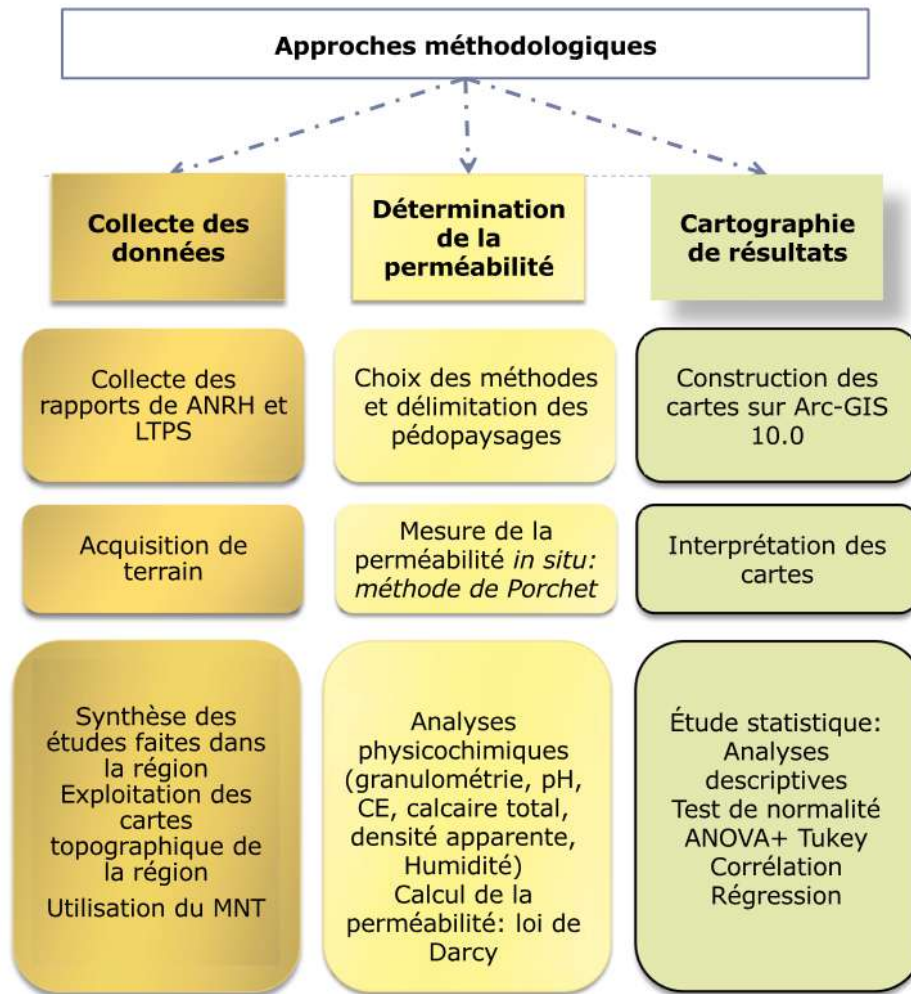 Approches méthodologiques
Collecte des
données
Détermination
de la
perméabilité
Cartographie
de résultats
Collecte des
rapports de ANRH et
LTPS
Choix des méthodes
et délimitation des
pédopaysages
Construction des
cartes sur Arc-GIS
10.0
Acquisition de
terrain
Mesure de la
perméabilité in situ:
méthode de Porchet
Interprétation des
cartes
Synthèse des
études faites dans
la région
Exploitation des
cartes
topographique de
la région
Utilisation du MNT
Analyses
physicochimiques
(granulométrie, pH,
CE, calcaire total,
densité apparente,
Humidité)
Calcul de la
perméabilité: loi de
Darcy
Étude statistique:
Analyses
descriptives
Test de normalité
ANOVA+ Tukey
Corrélation
Régression